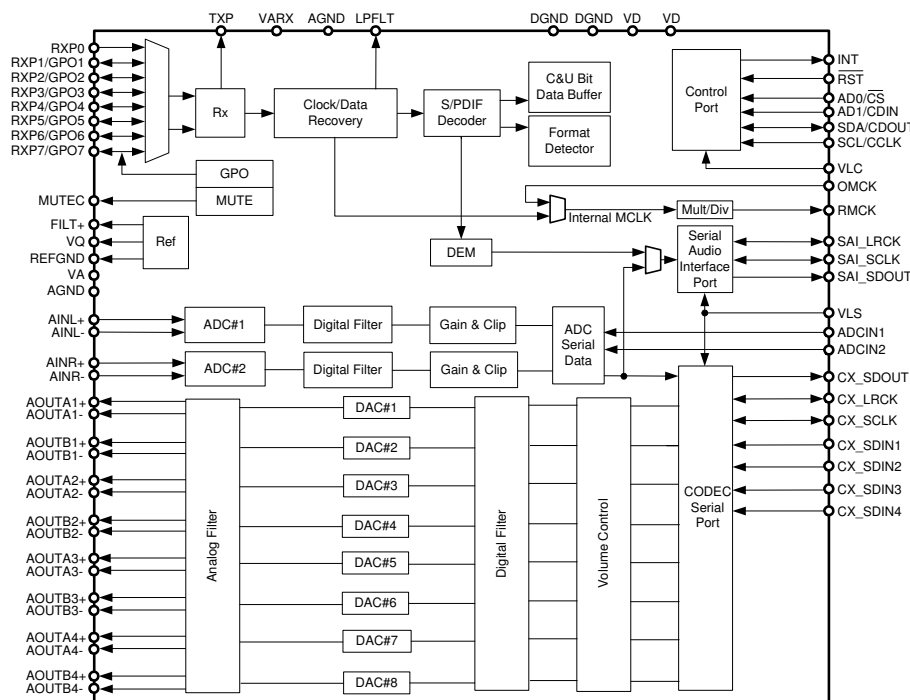 TXP VARX AGND LPFLT DGND DGND VD VD
RXP0
RXP1/GPO1
RXP2/GPO2
RXP3/GPO3
RXP4/GPO4
RXP5/GPO5
RXP6/GPO6
RXP7/GPO7
MUTEC
FILT+
VQ
REFGND
VA
AGND
AINL+
AINL-
AINR+
AINR-
AOUTA1+
AOUTA1-
AOUTB1+
AOUTB1-
AOUTA2+
AOUTA2-
AOUTB2+
AOUTB2-
AOUTA3+
AOUTA3-
AOUTB3+
AOUTB3-
AOUTA4+
AOUTA4-
AOUTB4+
AOUTB4-
Rx
Clock/Data
Recovery
S/PDIF
Decoder
C&U Bit
Data Buffer
Format
Detector
Control
Port
GPO
MUTE
Ref
Internal MCLK
Mult/Div
DEM
Serial
Audio
Interface
Port
ADC#1
Digital Filter
Gain & Clip
ADC
Serial
Data
ADC#2
Digital Filter
Gain & Clip
Analog Filter
DAC#1
DAC#2
DAC#3
DAC#4
DAC#5
DAC#6
DAC#7
DAC#8
Digital Filter
Volume Control
CODEC
Serial
Port
INT
RST
AD0/CS
AD1/CDIN
SDA/CDOUT
SCL/CCLK
VLC
OMCK
RMCK
SAI_LRCK
SAI_SCLK
SAI_SDOUT
VLS
ADCIN1
ADCIN2
CX_SDOUT
CX_LRCK
CX_SCLK
CX_SDIN1
CX_SDIN2
CX_SDIN3
CX_SDIN4